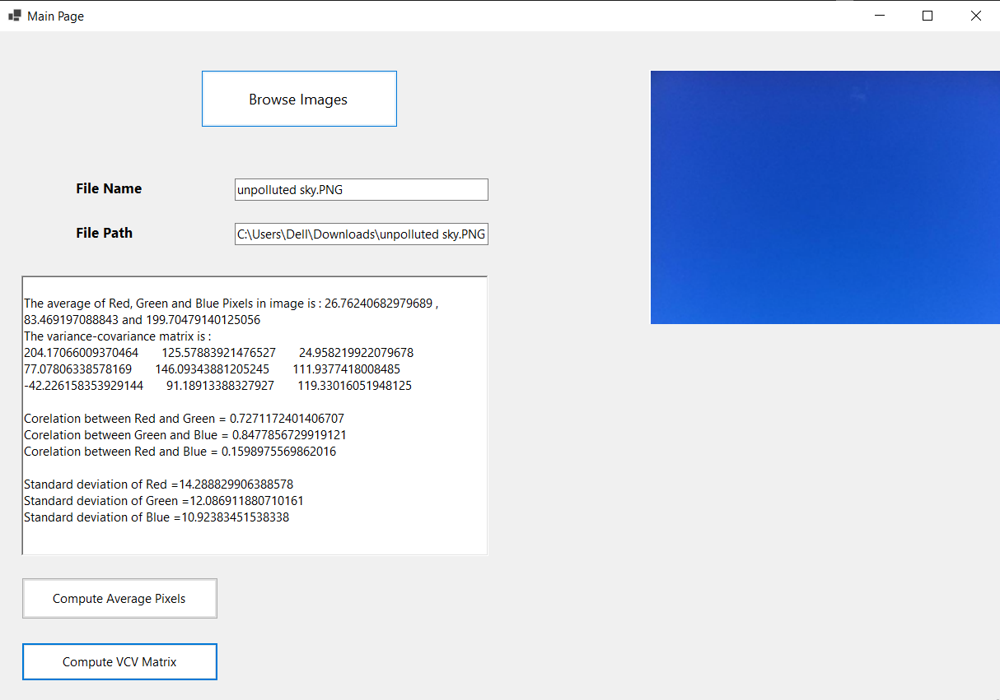 Main Page
Browse Images
File Name
unpolluted sky.PNG
File Path
C:\Users\Dell\Downloads\unpolluted sky.PNG
The average of Red, Green and Blue Pixels in image is : 26.76240682979689 ,
83.469197088843 and 199.70479140125056
The variance-covariance matrix is :
204.17066009370464 125.57883921476527 24.958219922079678
77.07806338578169 146.09343881205245 111.9377418008485
-42.226158353929144 91.18913388327927 119.33016051948125
Corelation between Red and Green = 0.7271172401406707
Corelation between Green and Blue = 0.8477856729919121
Corelation between Red and Blue = 0.1598975569862016
Standard deviation of Red =14.288829906388578
Standard deviation of Green =12.086911880710161
Standard deviation of Blue =10.92383451538338
Compute Average Pixels
Compute VCV Matrix